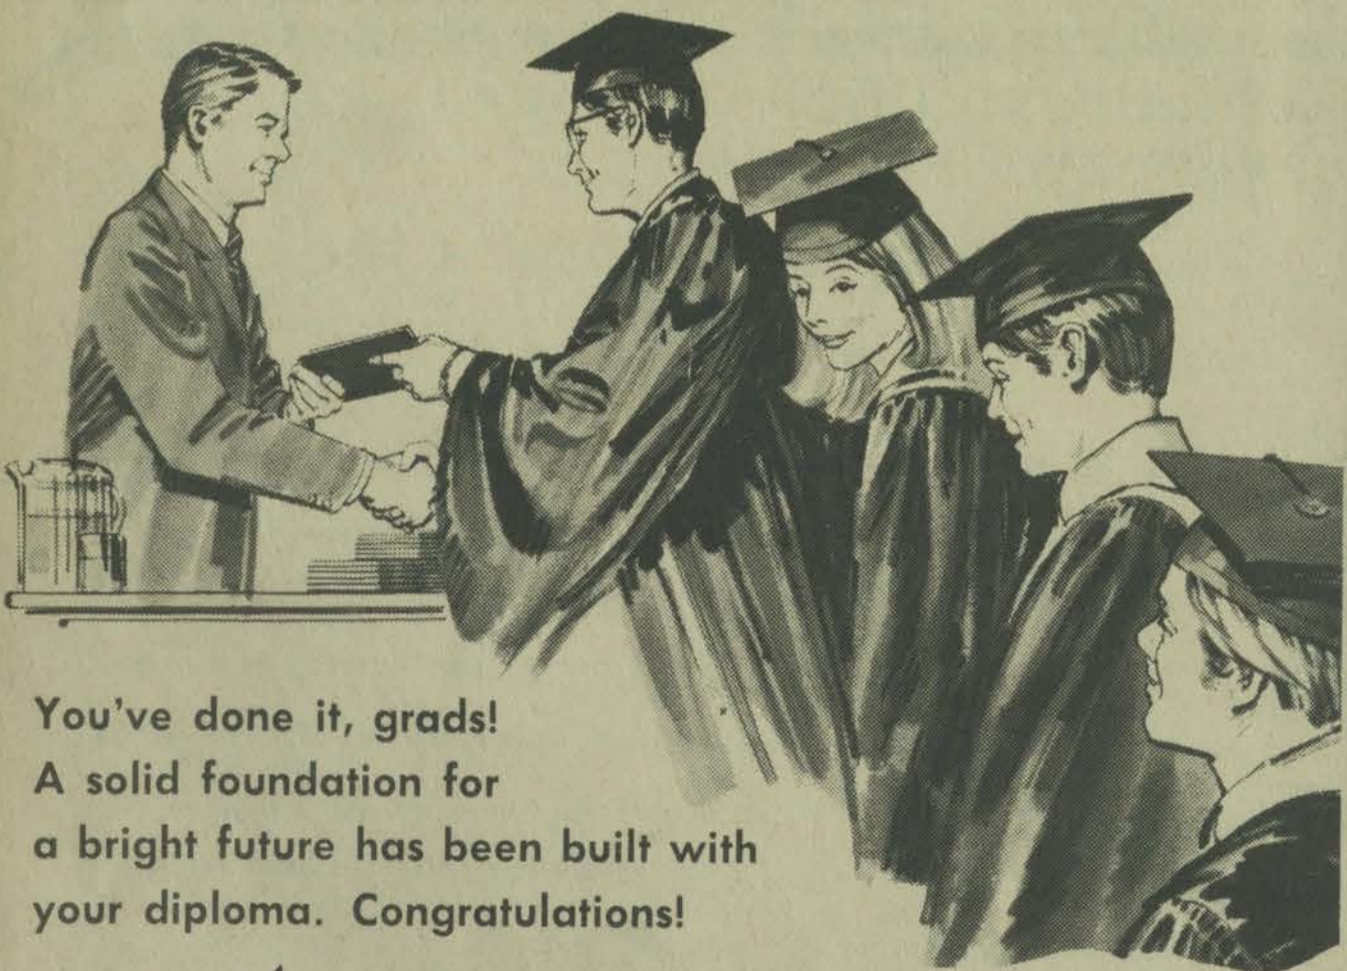 You've done it, grads!
A solid foundation for
a bright future has been built with
your diploma. Congratulations!